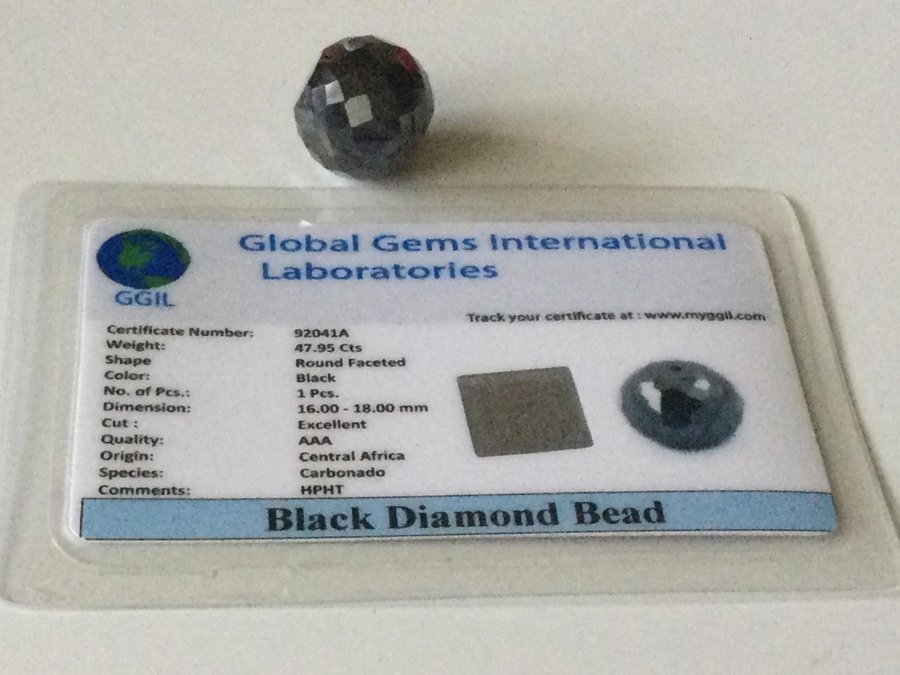 Global Gems International
Laboratories
GGIL
Track your certificate at : www.myggil.com
Certificate Number: 92041A
Weight: 47.95 Cts
Shape Round Faceted
Color: Black
No. of Pcs.: 1 Pcs.
Dimension: 16.00 - 18.00 mm
Cut : Excellent
Quality: AAA
Origin: Central Africa
Species: Carbonado
Comments: HPHT
Black Diamond Bead